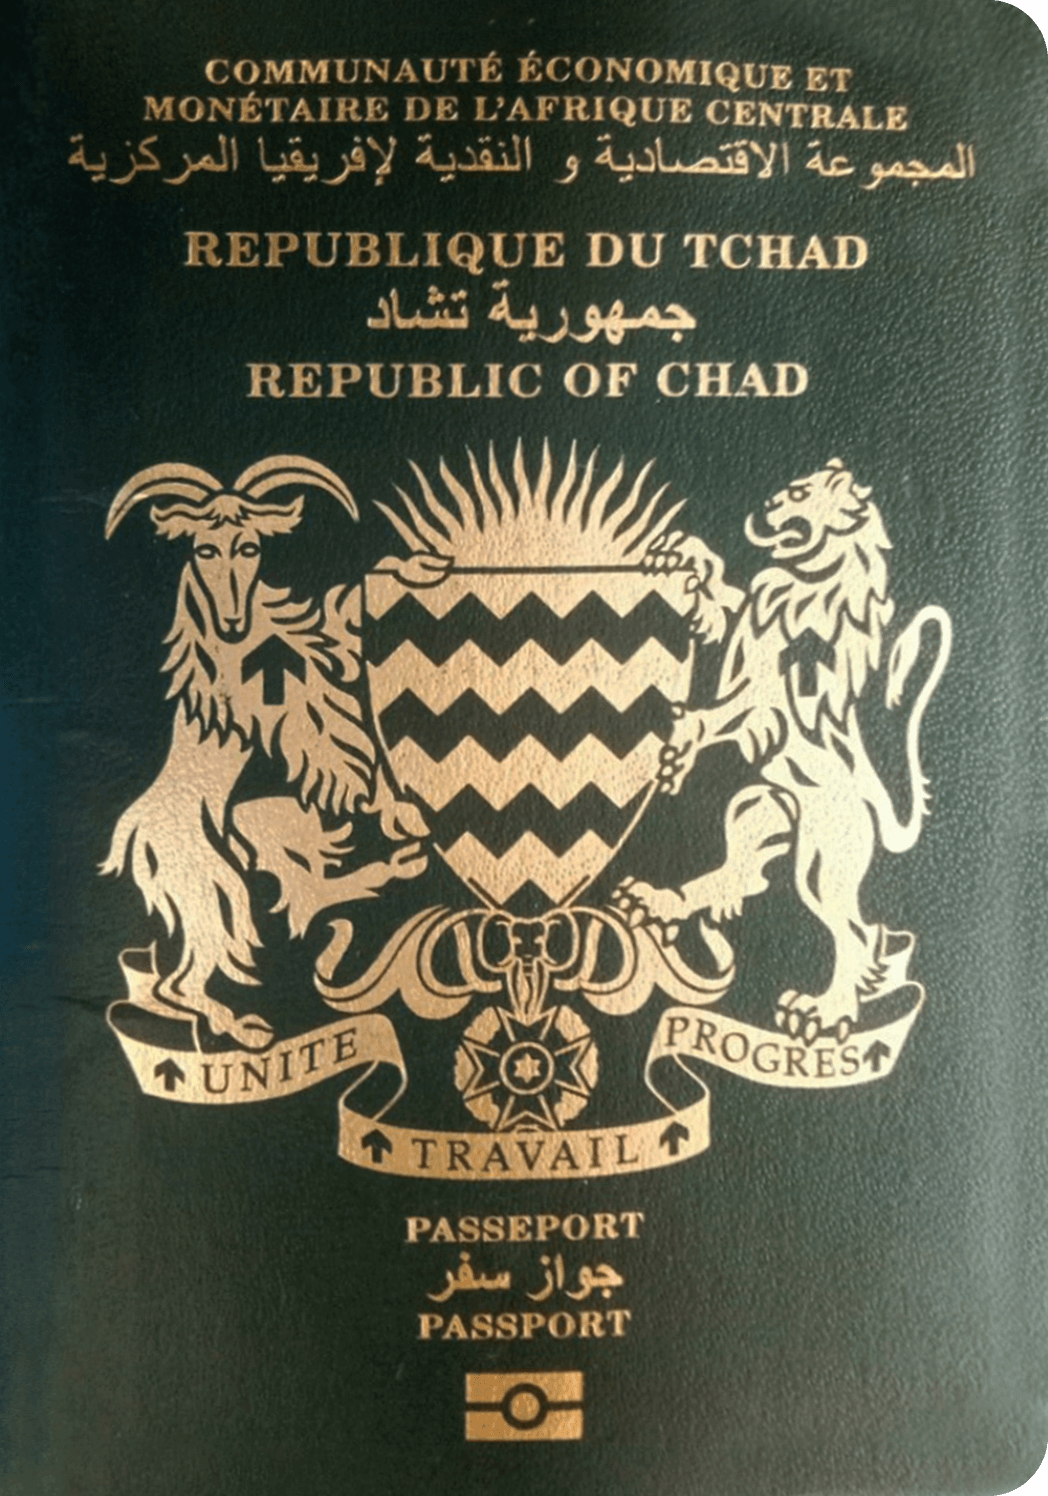 COMMUNAUTÉ ÉCONOMIQUE ET
MONÉTAIRE DE L'AFRIQUE CENTRALE
المجموعة الاقتصادية و النقدية لإفريقيا المركزية
REPUBLIQUE DU TCHAD
جمهورية تشاد
REPUBLIC OF CHAD
UNITE
TRAVAIL
PROGRES
PASSEPORT
جواز سفر
PASSPORT